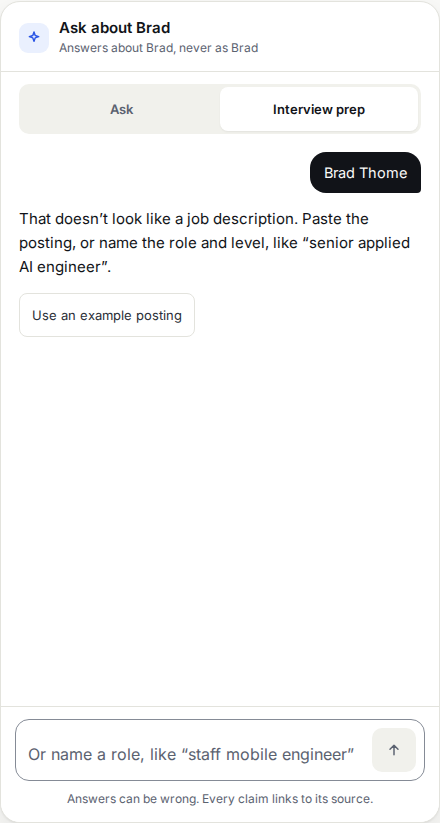 Ask about Brad
Answers about Brad, never as Brad
Ask
Interview prep
Brad Thome
That doesn’t look like a job description. Paste the
posting, or name the role and level, like “senior applied
AI engineer”.
Use an example posting
Or name a role, like “staff mobile engineer”
Answers can be wrong. Every claim links to its source.